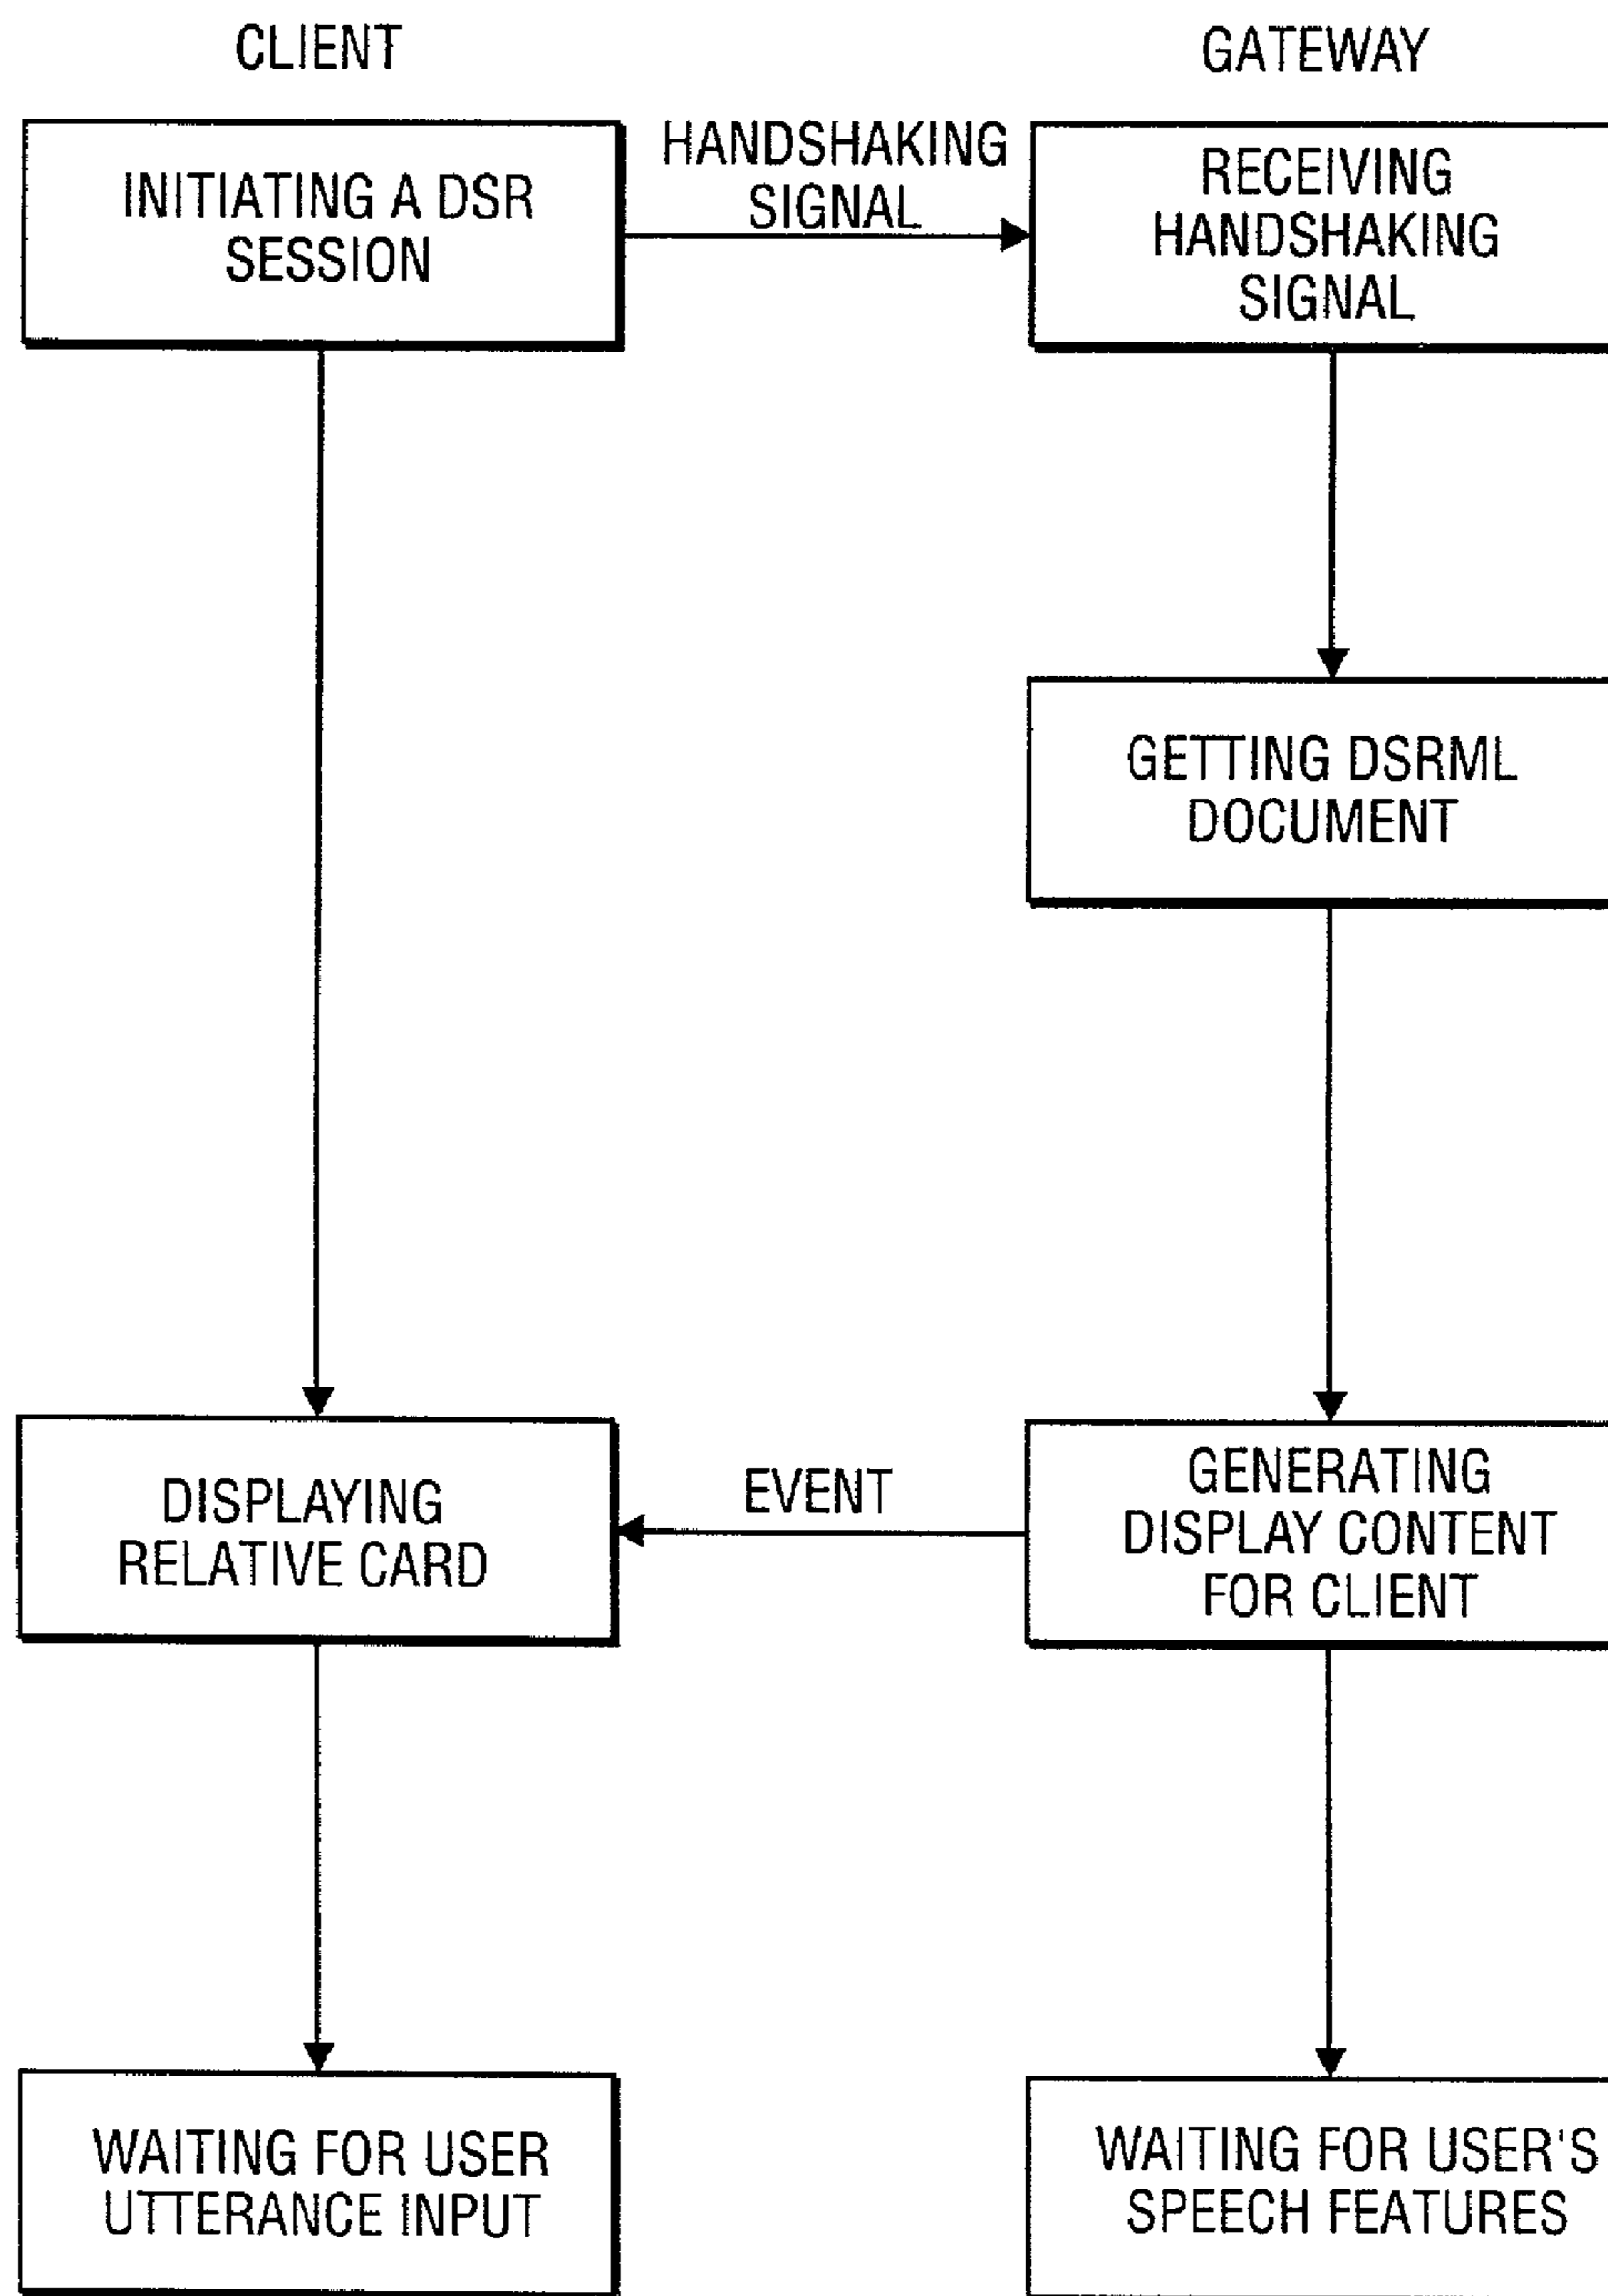 CLIENT
GATEWAY
INITIATING A DSR
SESSION
HANDSHAKING
SIGNAL
RECEIVING
HANDSHAKING
SIGNAL
GETTING DSRML
DOCUMENT
DISPLAYING
RELATIVE CARD
EVENT
GENERATING
DISPLAY CONTENT
FOR CLIENT
WAITING FOR USER
UTTERANCE INPUT
WAITING FOR USER'S
SPEECH FEATURES